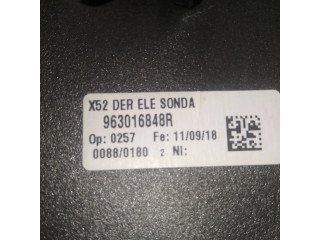 X52 DER ELE SONDA
963016848R
Op: 0257 Fe: 11/09/18
0088/0180 2 NI: